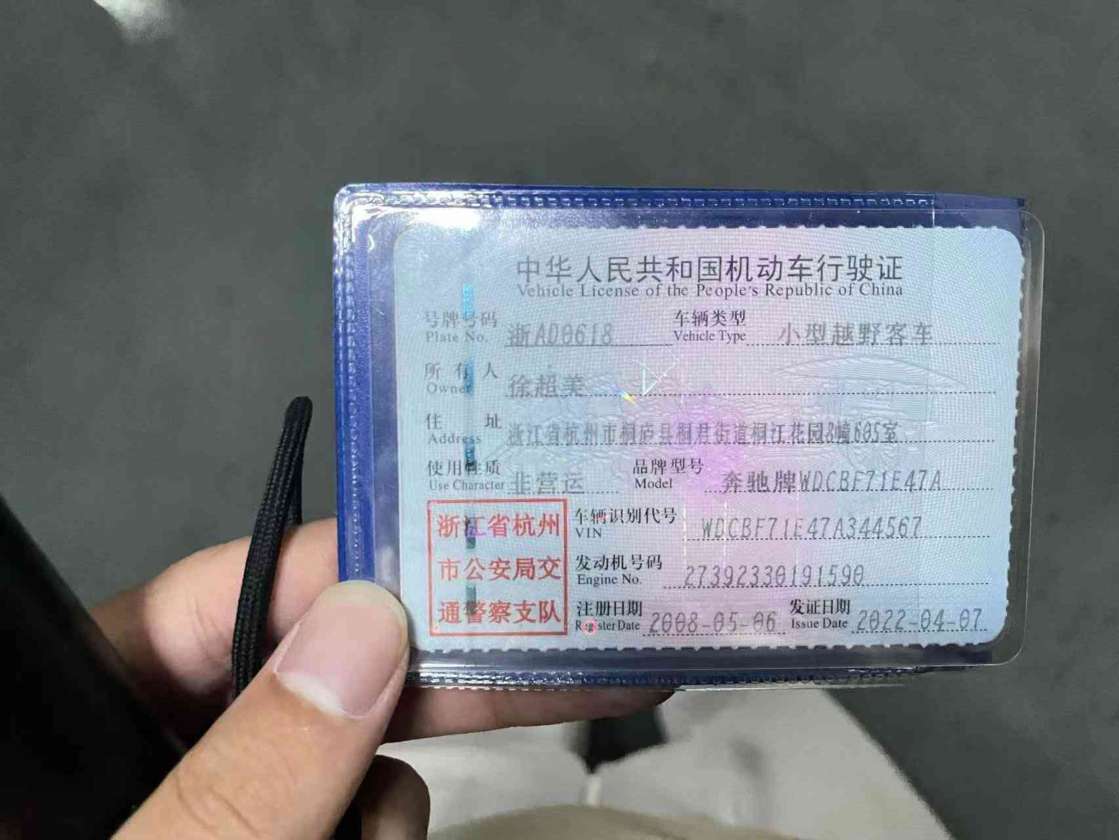 中华人民共和国机动车行驶证
Vehicle License of the People's Republic of China
号牌号码 浙AD0618 车辆类型 小型越野客车
Plate No. Vehicle Type
所有人 徐超美
Owner
住址 浙江省杭州市桐庐县桐君街道桐江花园8幢605室
Address
使用性质 非营运 品牌型号 奔驰牌WDCBF71E47A
Use Character Model
浙江省杭州
市公安局交
通警察支队
车辆识别代号 WDCBF71E47A344567
VIN
发动机号码 27392330191590
Engine No.
注册日期 2008-05-06 发证日期 2022-04-07
Register Date Issue Date